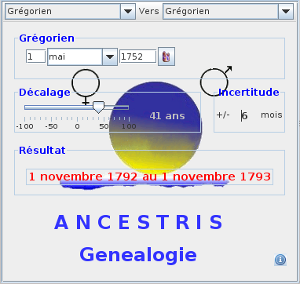 Grégorien Vers Grégorien
Grégorien
1 mai 1752
Décalage
Incertitude
41 ans
+/- 6 mois
-100 -50 0 50 100
Résultat
1 novembre 1792 au 1 novembre 1793
ANCESTRIS
Genealogie